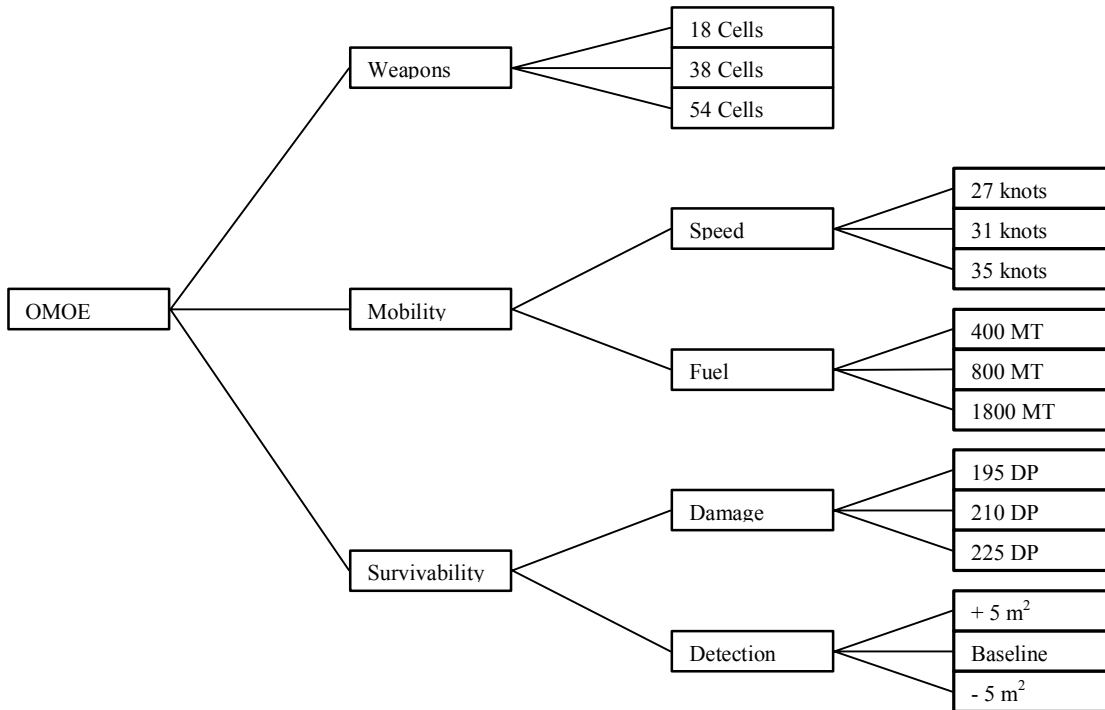 OMOE
Weapons
18 Cells
38 Cells
54 Cells
Mobility
Speed
27 knots
31 knots
35 knots
Fuel
400 MT
800 MT
1800 MT
Survivability
Damage
195 DP
210 DP
225 DP
Detection
+ 5 m²
Baseline
- 5 m²